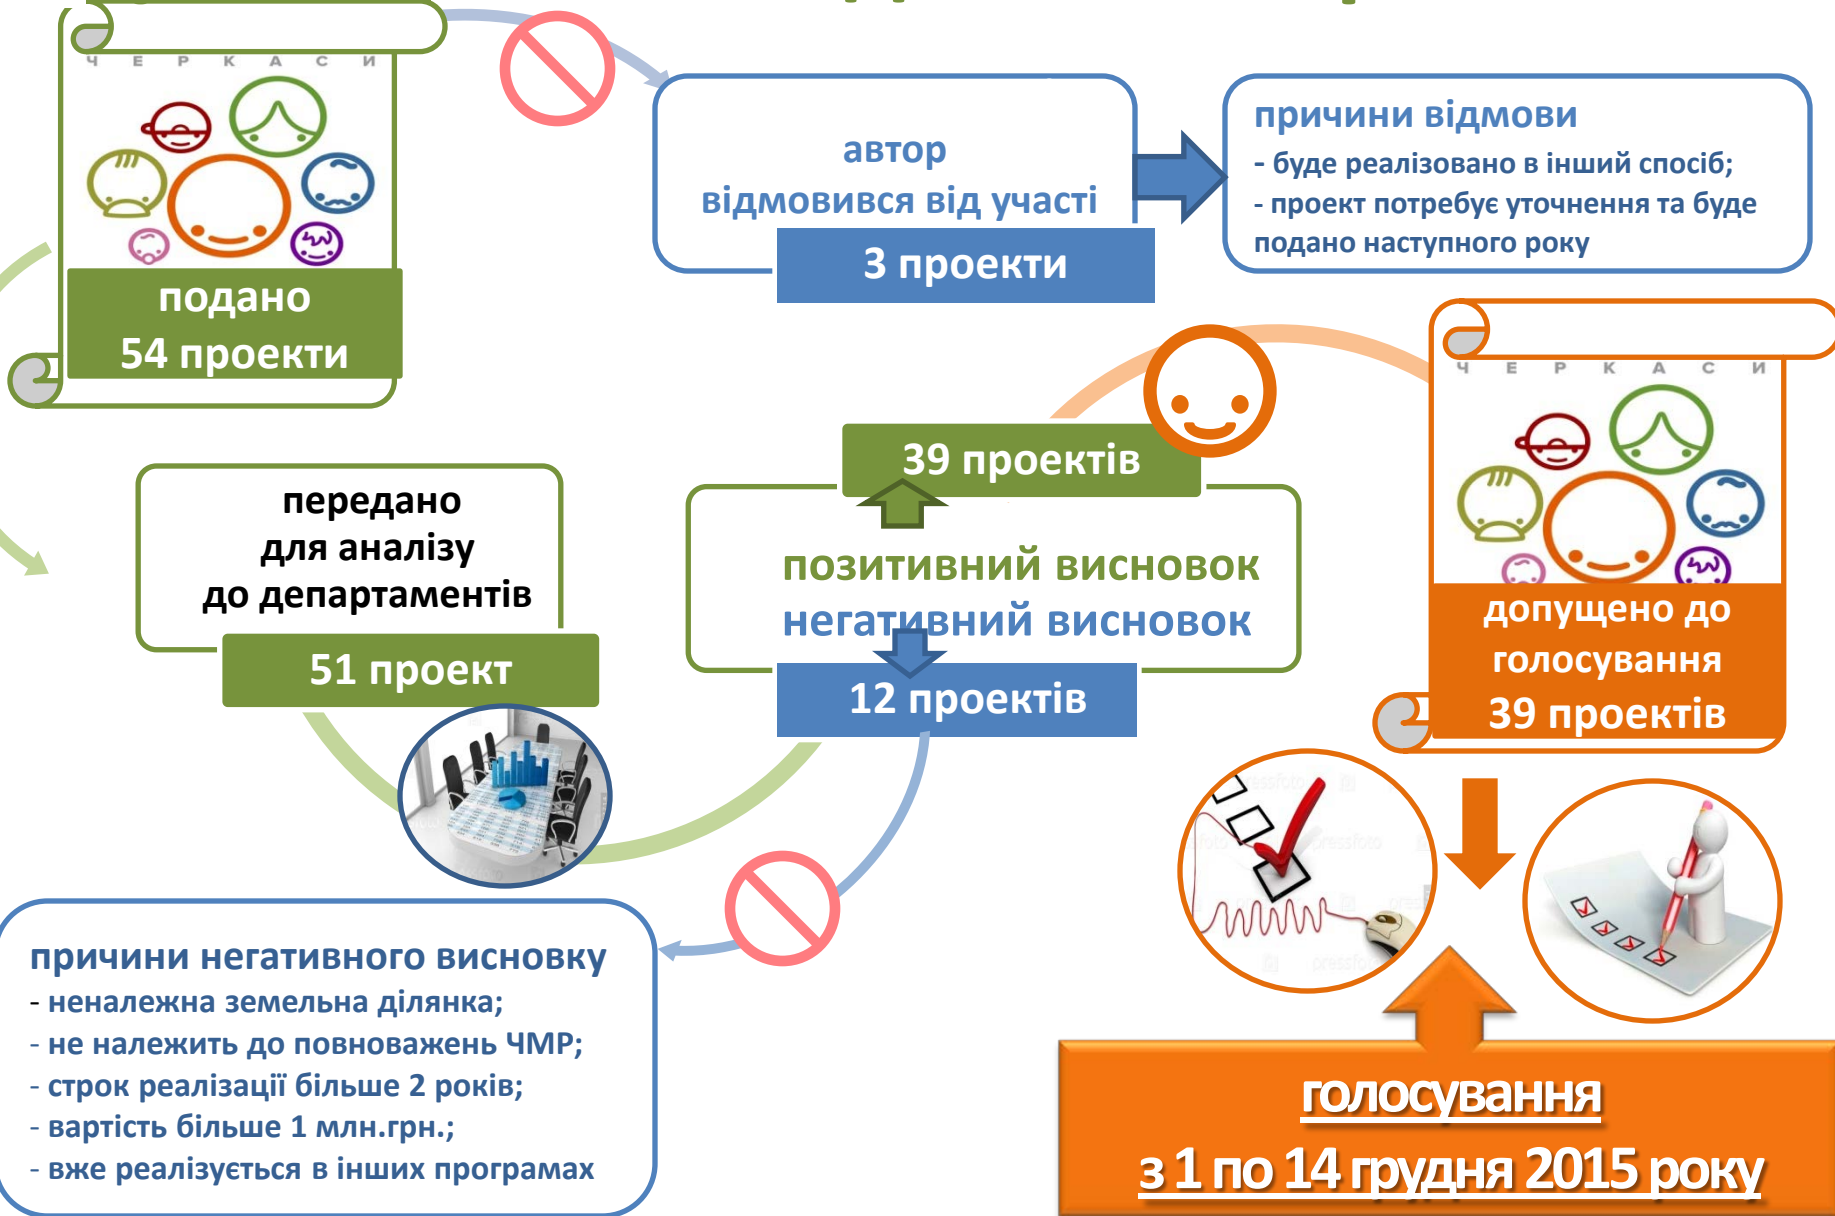 ЧЕРКАСИ
подано
54 проекти
автор
відмовився від участі
3 проекти
причини відмови
- буде реалізовано в інший спосіб;
- проект потребує уточнення та буде
подано наступного року
передано
для аналізу
до департаментів
51 проект
39 проектів
позитивний висновок
негативний висновок
12 проектів
ЧЕРКАСИ
допущено до
голосування
39 проектів
причини негативного висновку
- неналежна земельна ділянка;
- не належить до повноважень ЧМР;
- строк реалізації більше 2 років;
- вартість більше 1 млн.грн.;
- вже реалізується в інших програмах
pressfoto
голосування
з 1 по 14 грудня 2015 року